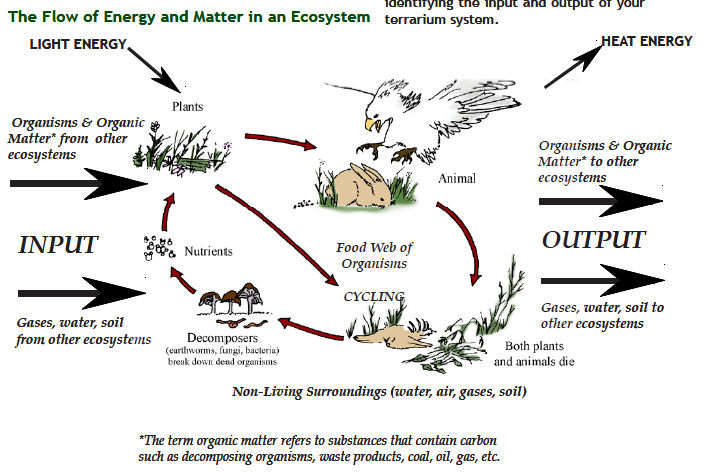 identifying the input and output of your
terrarium system.
The Flow of Energy and Matter in an Ecosystem
LIGHT ENERGY
HEAT ENERGY
Plants
Organisms & Organic
Matter* from other
ecosystems
Organisms & Organic
Matter* to other
ecosystems
Animal
INPUT
OUTPUT
Nutrients
Food Web of
Organisms
CYCLING
Gases, water, soil
from other ecosystems
Gases, water, soil to
other ecosystems
Decomposers
(earthworms, fungi, bacteria)
break down dead organisms
Both plants
and animals die
Non-Living Surroundings (water, air, gases, soil)
*The term organic matter refers to substances that contain carbon
such as decomposing organisms, waste products, coal, oil, gas, etc.